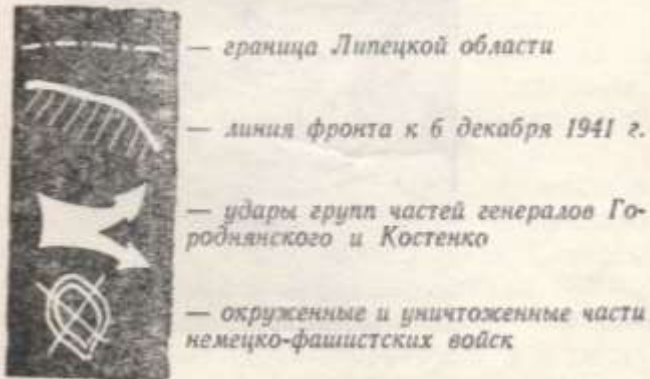 — граница Липецкой области
— линия фронта к 6 декабря 1941 г.
— удары групп частей генералов Го-
роднянского и Костенко
— окруженные и уничтоженные части
немецко-фашистских войск